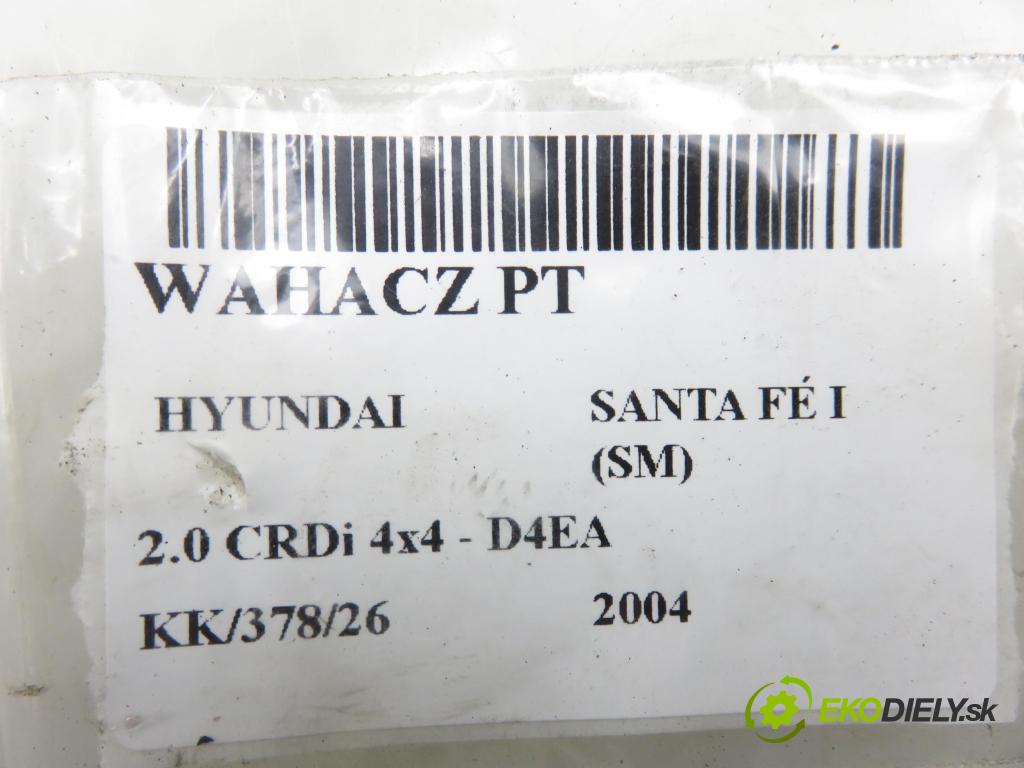 WAHACZ PT
HYUNDAI SANTA FÉ I
(SM)
2.0 CRDi 4x4 - D4EA
KK/378/26 2004
EKODIELY.sk